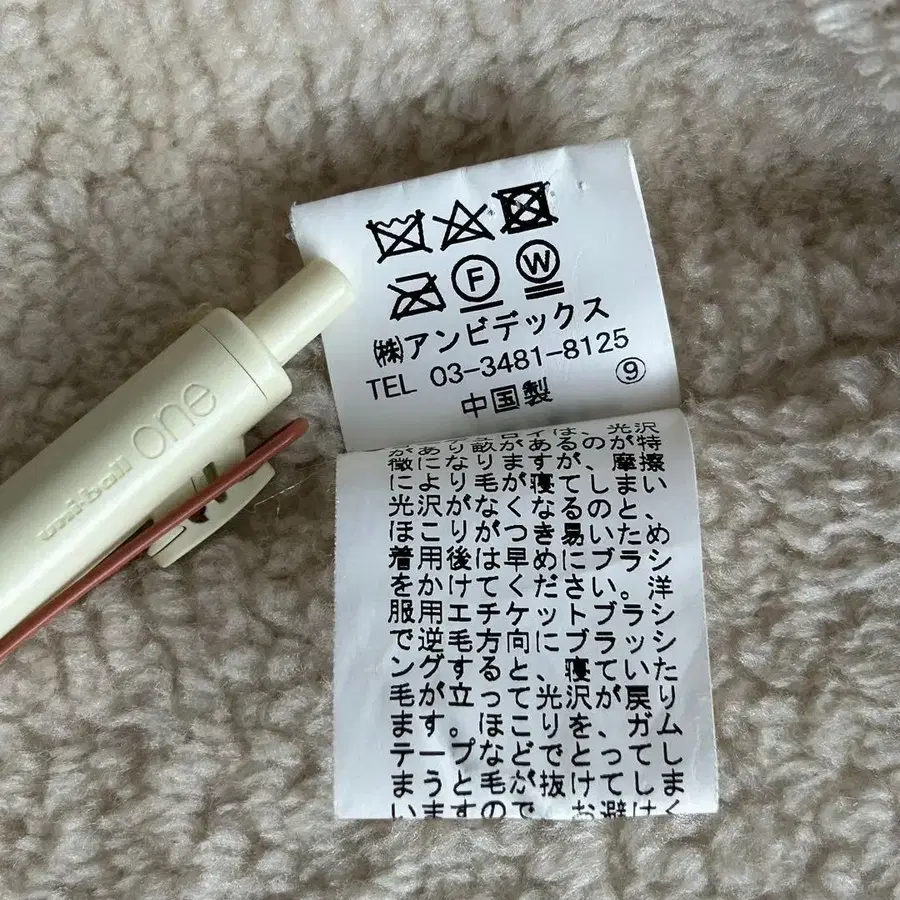 F W
㈱アンビデックス
TEL 03-3481-8125
⑨
中国製
は、光沢
があり畝があるのが特
徴になりますが、摩擦
により毛が寝てしまい
光沢がなくなるのと、
ほこりがつき易いため
着用後は早めにブラシ
をかけてください。洋
服用エチケットブラシ
で逆毛方向にブラッシ
ングすると、寝ていた
毛が立って光沢が戻り
ます。ほこりを、ガム
テープなどでとってし
まうと毛が抜けてしま
いますので、お避けく
uni-ball one